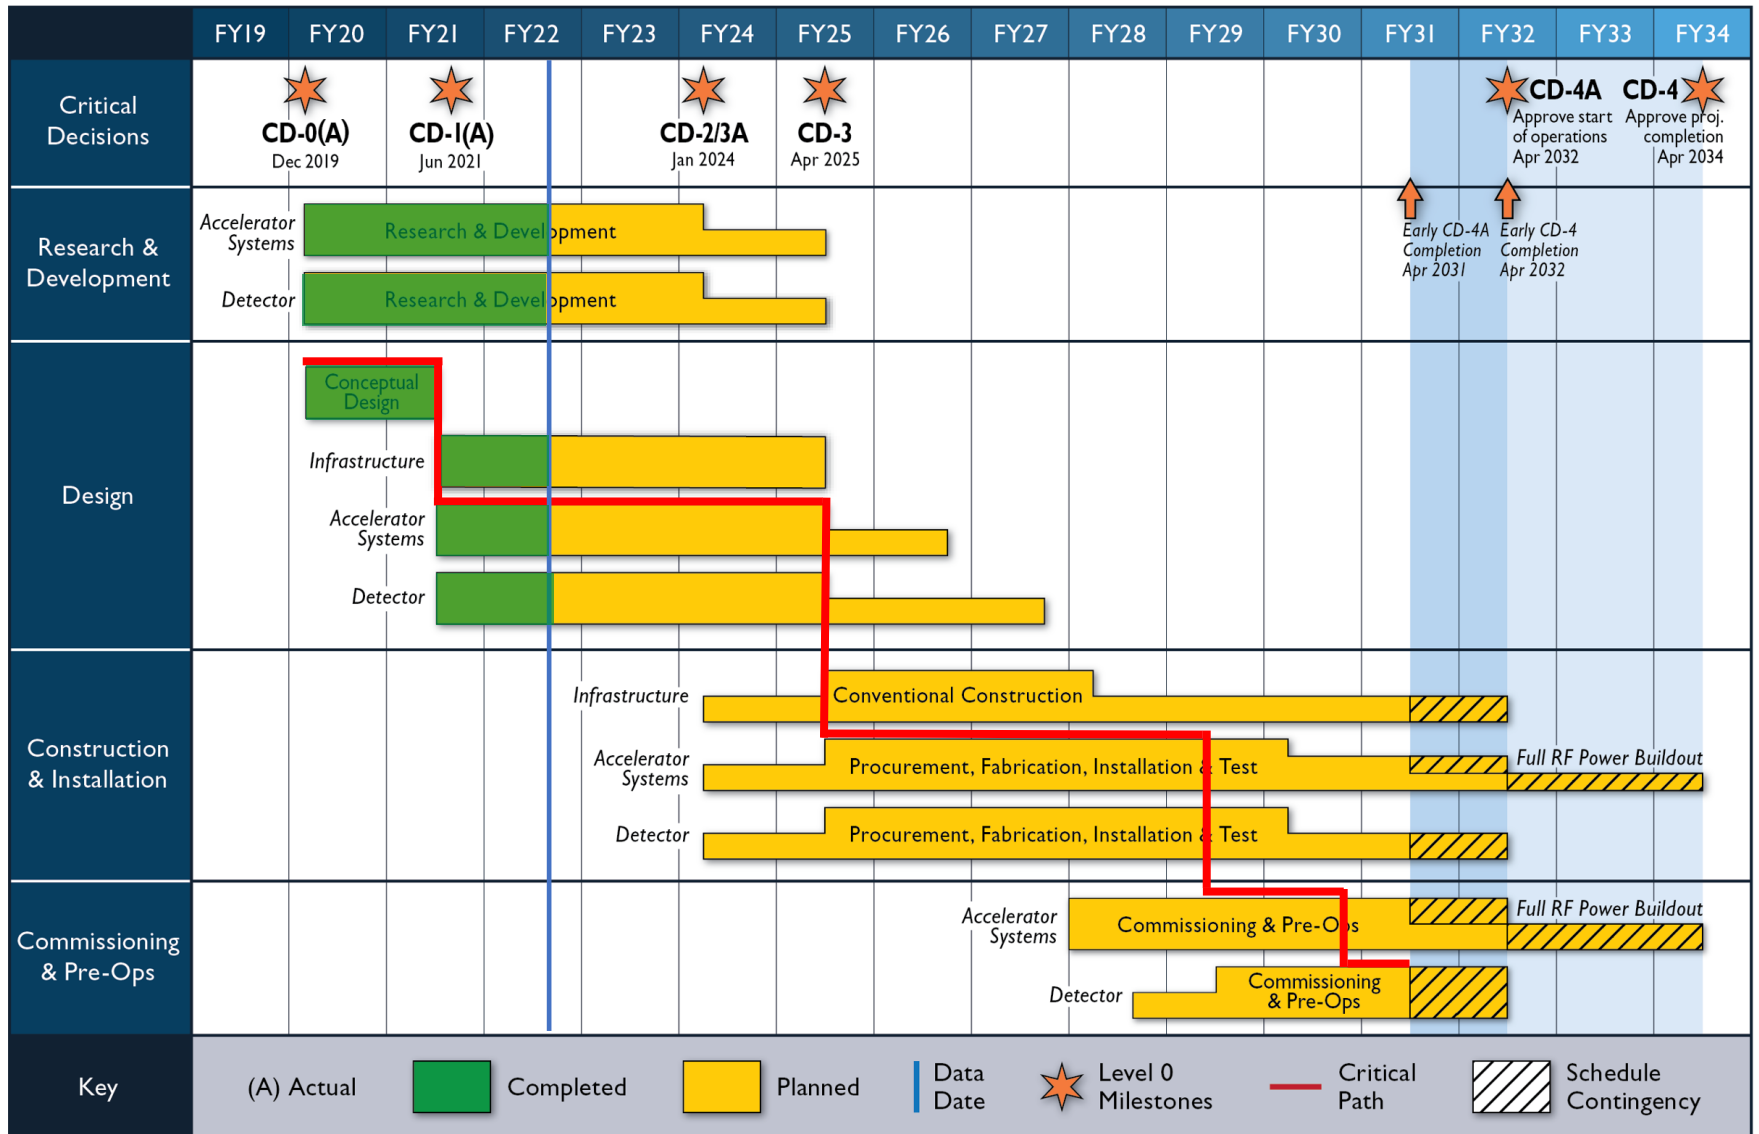 FY19 FY20 FY21 FY22 FY23 FY24 FY25 FY26 FY27 FY28 FY29 FY30 FY31 FY32 FY33 FY34
Critical
Decisions
CD-0(A)
Dec 2019
CD-1(A)
Jun 2021
CD-2/3A
Jan 2024
CD-3
Apr 2025
CD-4A
Approve start
of operations
Apr 2032
CD-4
Approve proj.
completion
Apr 2034
Early CD-4A
Completion
Apr 2031
Early CD-4
Completion
Apr 2032
Research &
Development
Accelerator
Systems
Research & Development
Detector
Research & Development
Design
Conceptual
Design
Infrastructure
Accelerator
Systems
Detector
Construction
& Installation
Infrastructure
Conventional Construction
Accelerator
Systems
Procurement, Fabrication, Installation & Test
Full RF Power Buildout
Detector
Procurement, Fabrication, Installation & Test
Commissioning
& Pre-Ops
Accelerator
Systems
Commissioning & Pre-Ops
Full RF Power Buildout
Detector
Commissioning
& Pre-Ops
Key
(A) Actual
Completed
Planned
Data
Date
Level 0
Milestones
Critical
Path
Schedule
Contingency